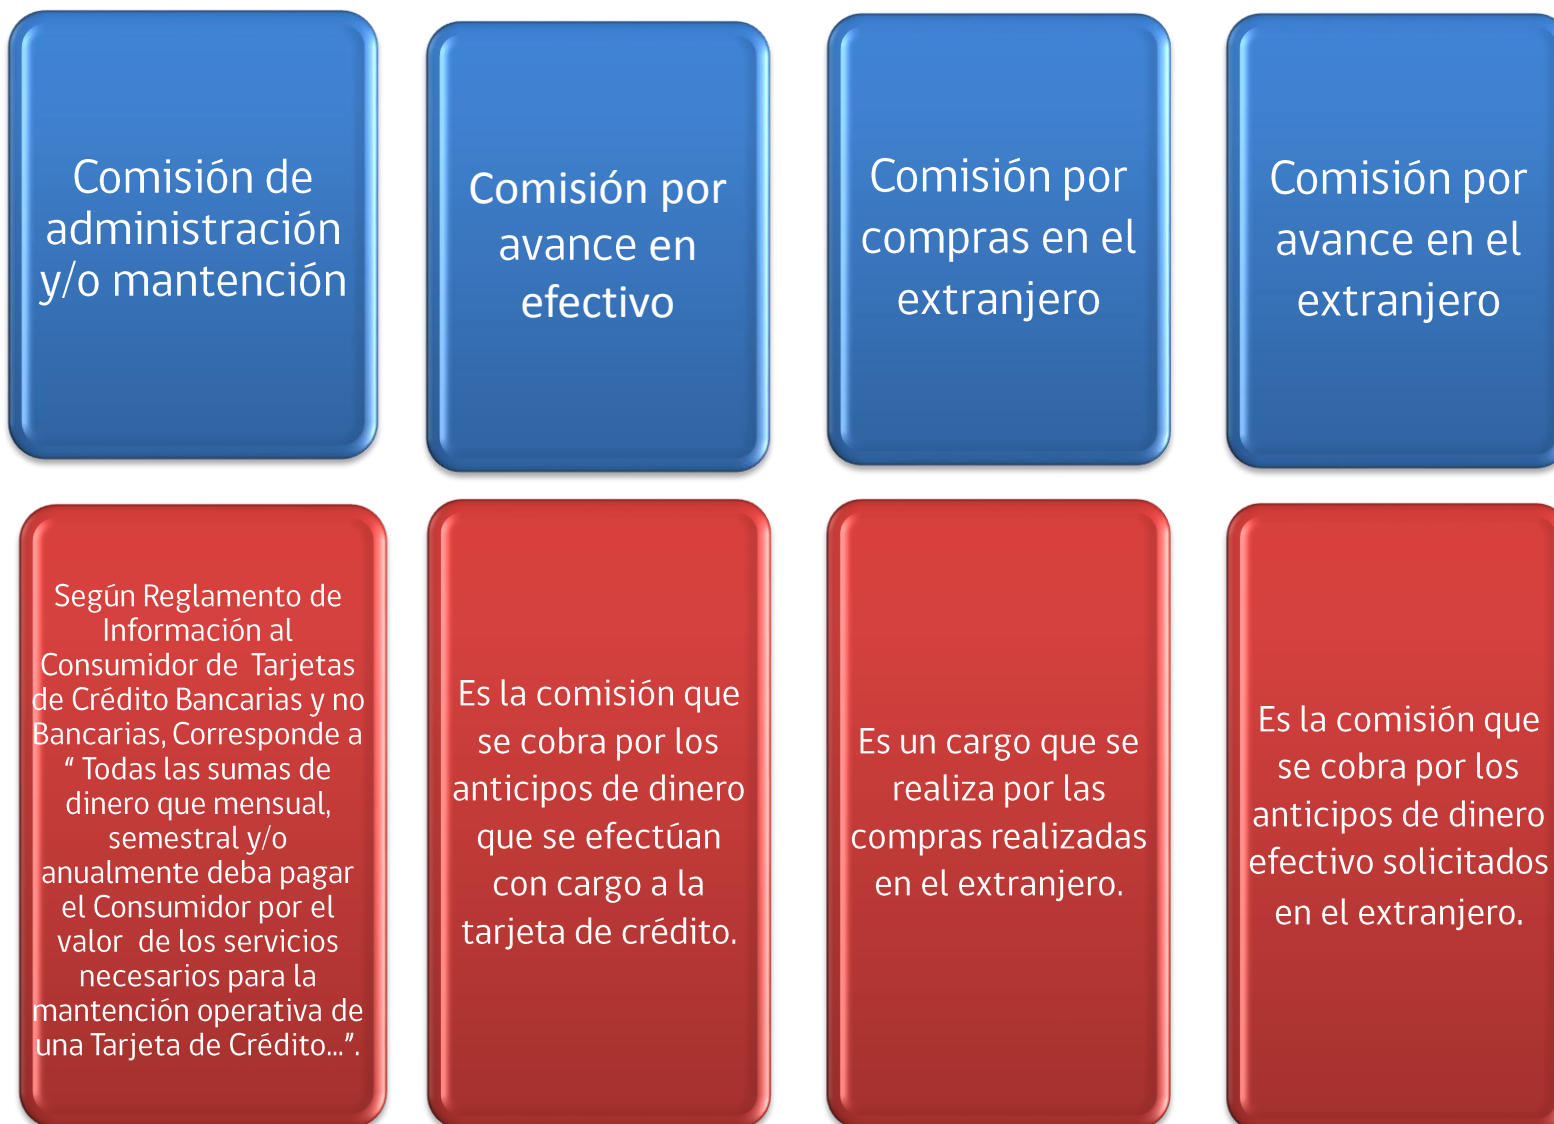 Comisión de
administración
y/o mantención
Comisión por
avance en
efectivo
Comisión por
compras en el
extranjero
Comisión por
avance en el
extranjero
Según Reglamento de
Información al
Consumidor de  Tarjetas
de Crédito Bancarias y no
Bancarias, Corresponde a
“ Todas las sumas de
dinero que mensual,
semestral y/o
anualmente deba pagar
el Consumidor por el
valor  de los servicios
necesarios para la
mantención operativa de
una Tarjeta de Crédito...”.
Es la comisión que
se cobra por los
anticipos de dinero
que se efectúan
con cargo a la
tarjeta de crédito.
Es un cargo que se
realiza por las
compras realizadas
en el extranjero.
Es la comisión que
se cobra por los
anticipos de dinero
efectivo solicitados
en el extranjero.